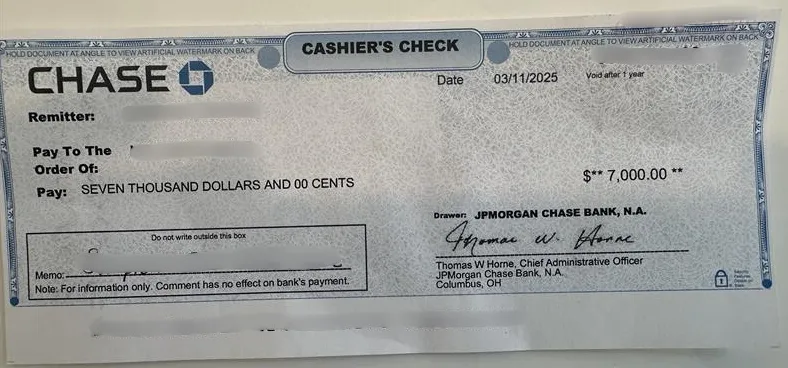 HOLD DOCUMENT AT ANGLE TO VIEW ARTIFICIAL WATERMARK ON BACK
CASHIER'S CHECK
HOLD DOCUMENT AT ANGLE TO VIEW ARTIFICIAL WATERMARK ON BACK
CHASE
Date 03/11/2025 Void after 1 year
Remitter:
Pay To The
Order Of:
Pay: SEVEN THOUSAND DOLLARS AND 00 CENTS
$** 7,000.00 **
Do not write outside this box
Memo:
Note: For information only. Comment has no effect on bank's payment.
Drawer: JPMORGAN CHASE BANK, N.A.
Thomas W. Horne
Thomas W Horne, Chief Administrative Officer
JPMorgan Chase Bank, N.A.
Columbus, OH